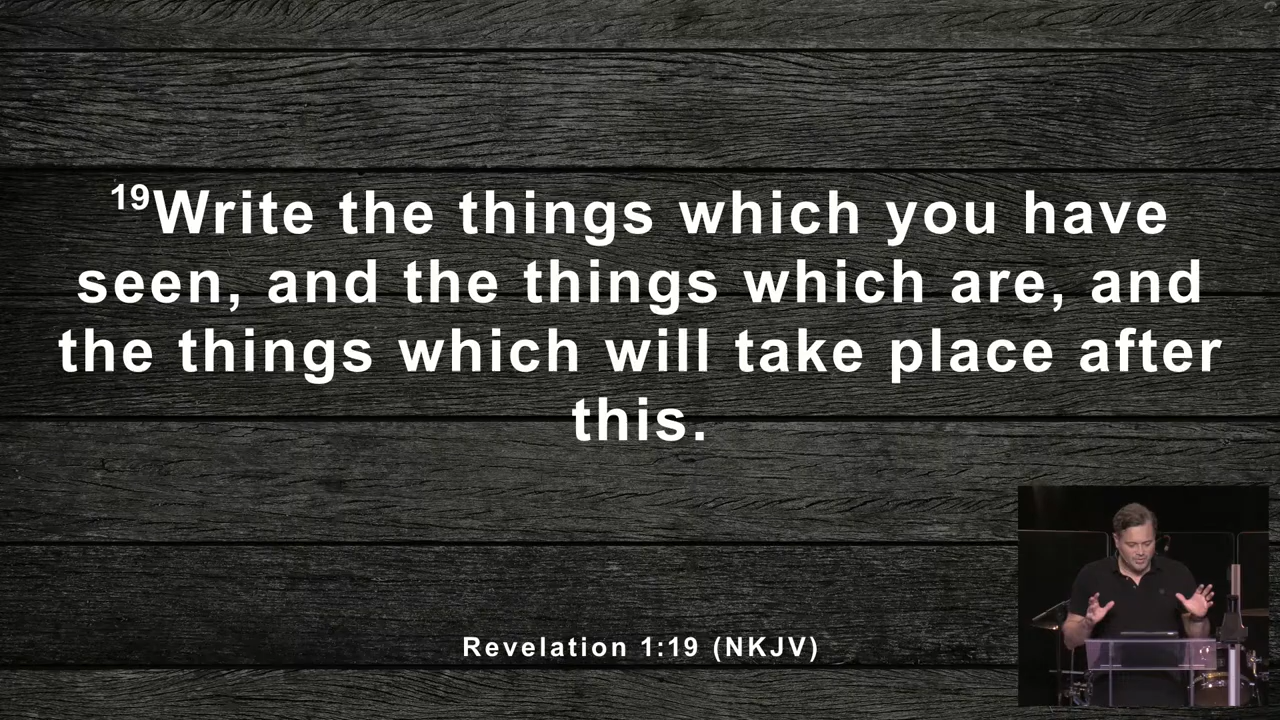 19Write the things which you have
seen, and the things which are, and
the things which will take place after
this.
Revelation 1:19 (NKJV)